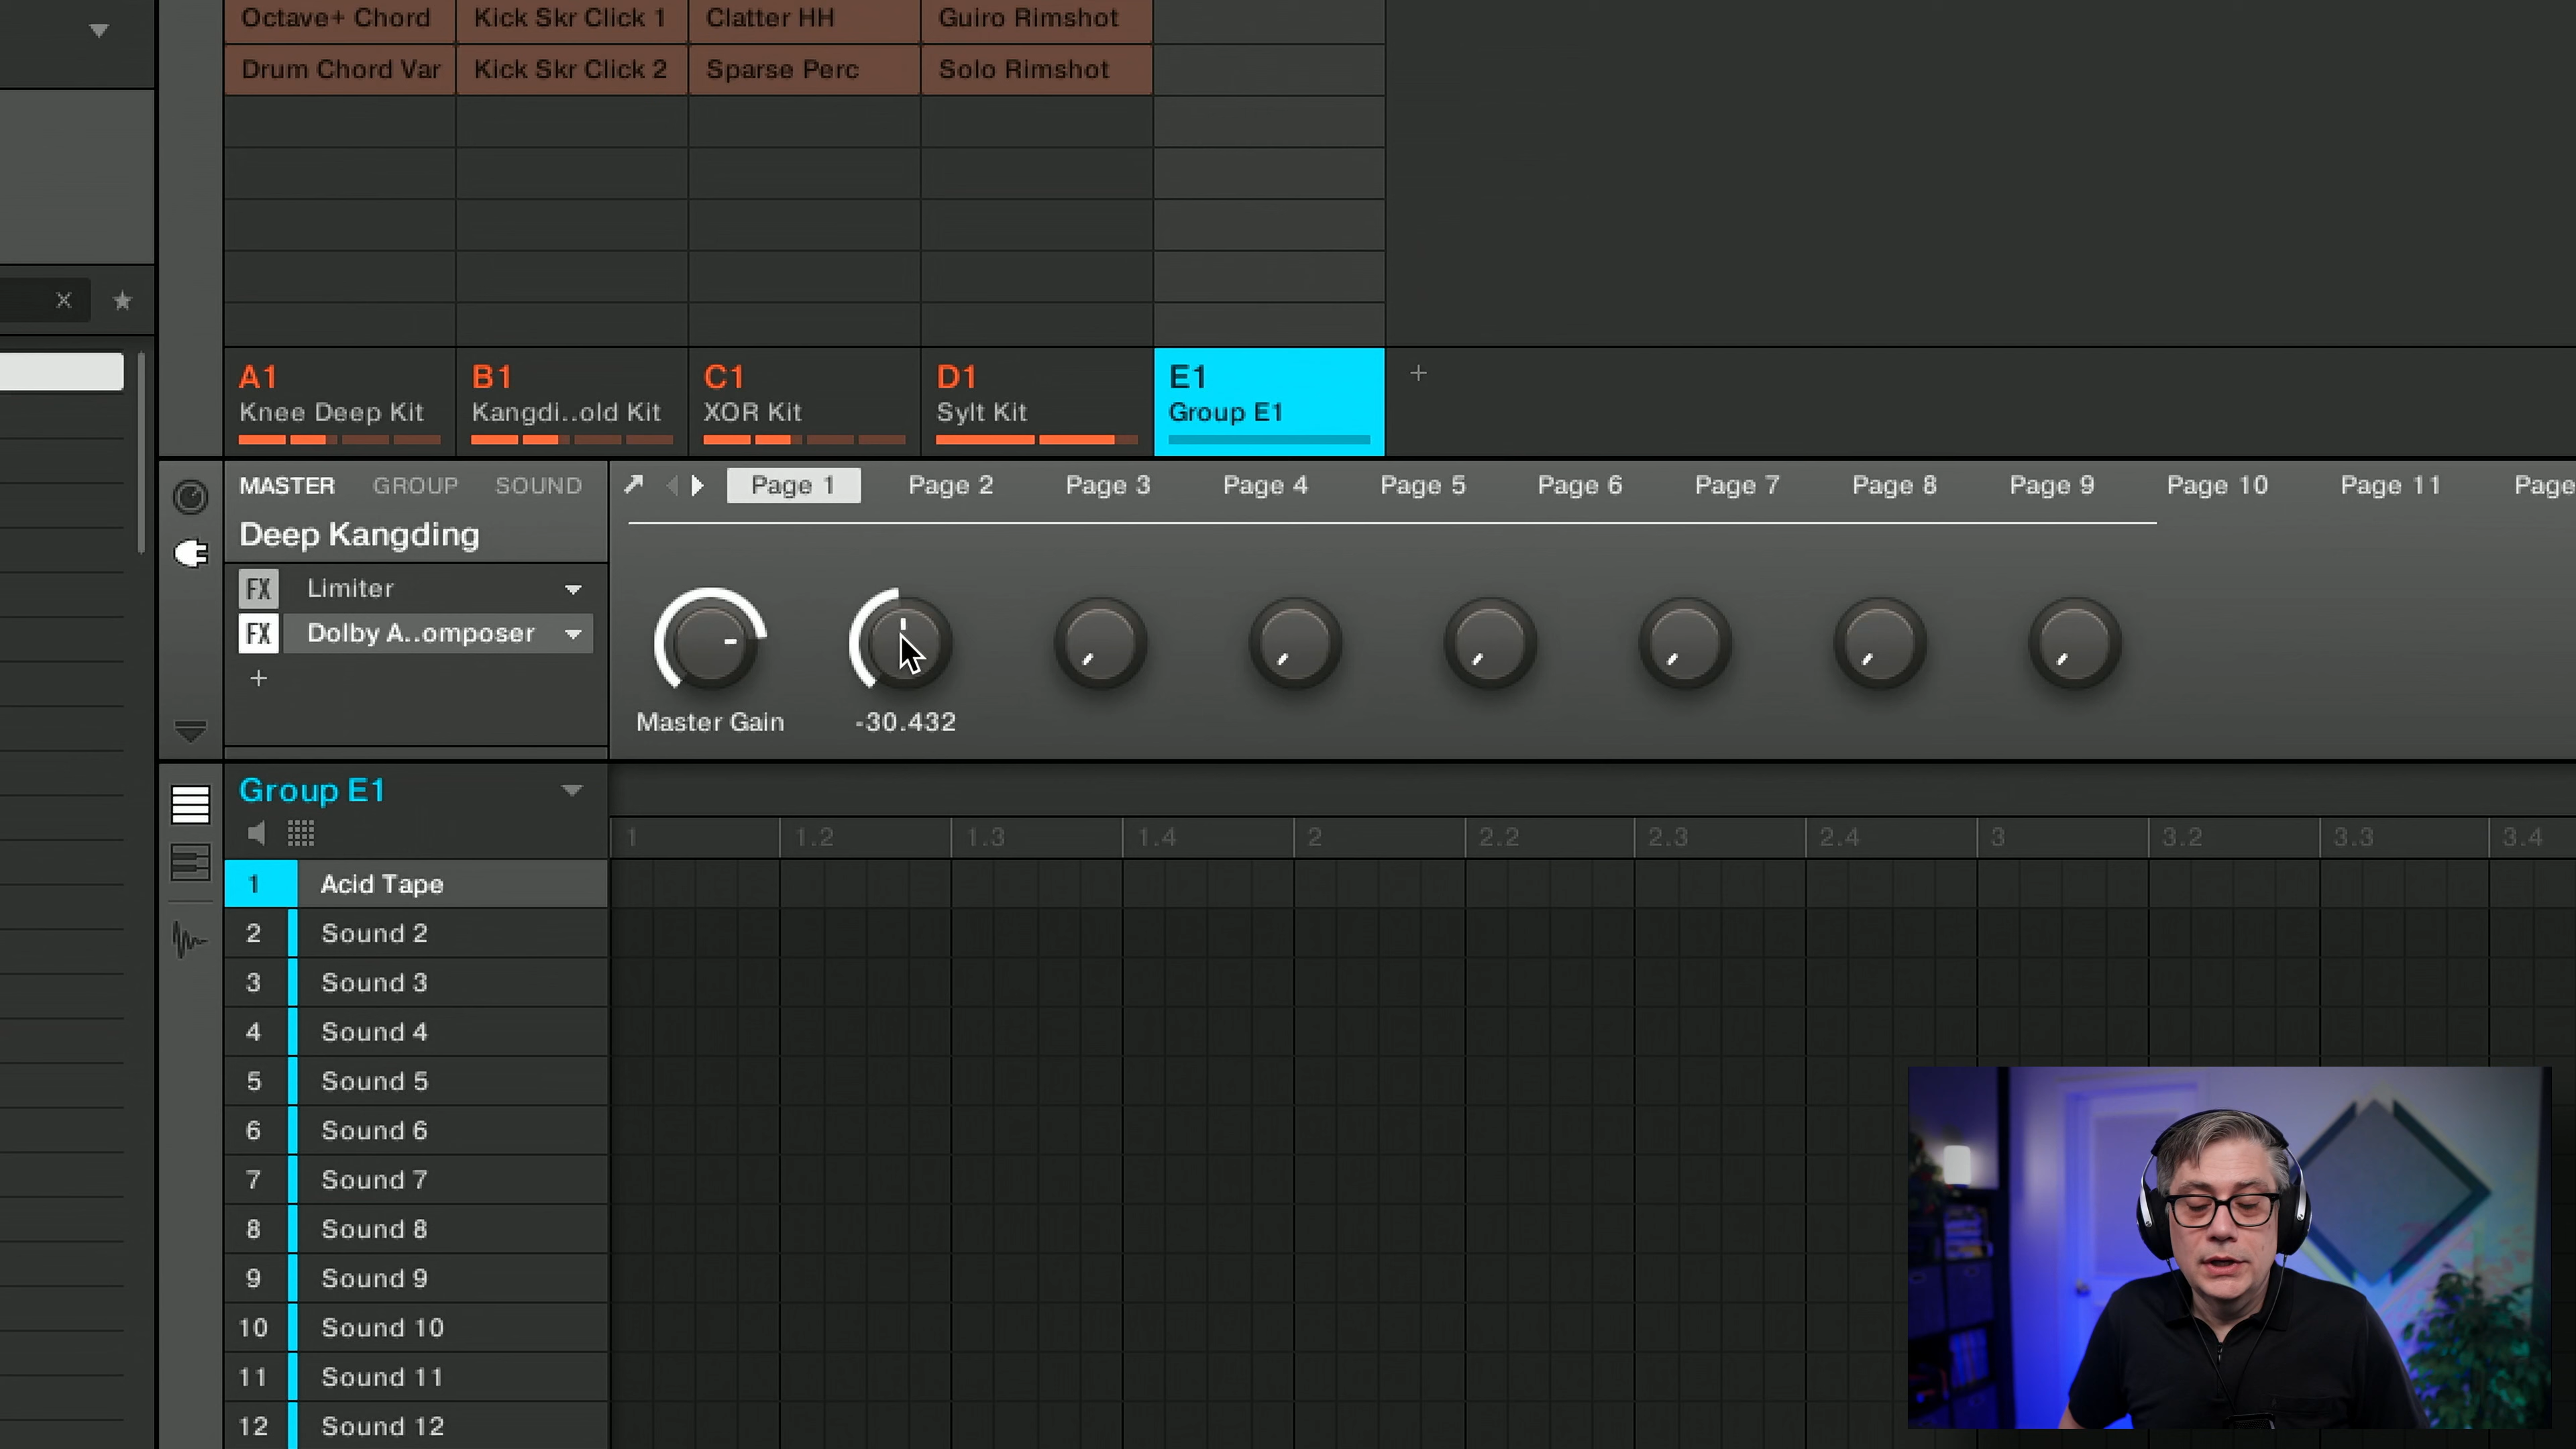 Octave+ Chord Kick Skr Click 1 Clatter HH Guiro Rimshot
Drum Chord Var Kick Skr Click 2 Sparse Perc Solo Rimshot
A1 B1 C1 D1 E1
Knee Deep Kit Kangdi..old Kit XOR Kit Sylt Kit Group E1
MASTER GROUP SOUND Page 1 Page 2 Page 3 Page 4 Page 5 Page 6 Page 7 Page 8 Page 9 Page 10 Page 11 Page
Deep Kangding
FX Limiter
FX Dolby A..omposer
Master Gain -30.432
Group E1
1 1.2 1.3 1.4 2 2.2 2.3 2.4 3 3.2 3.3 3.4
1 Acid Tape
2 Sound 2
3 Sound 3
4 Sound 4
5 Sound 5
6 Sound 6
7 Sound 7
8 Sound 8
9 Sound 9
10 Sound 10
11 Sound 11
12 Sound 12